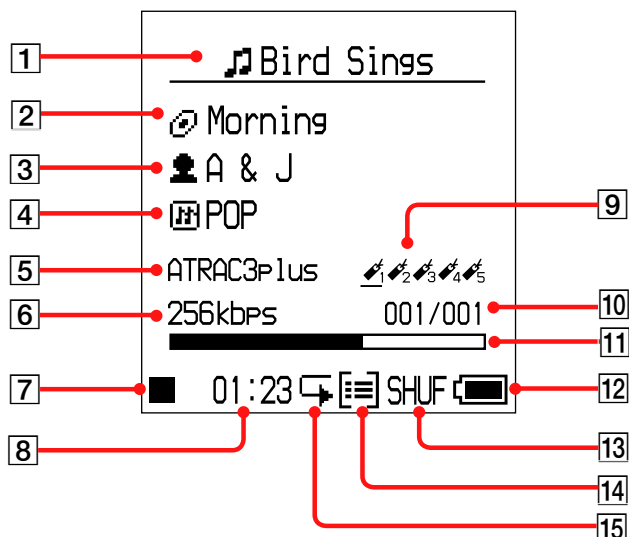 1 Bird Sings
2 Morning
3 A & J
4 POP
9
5 ATRAC3plus 1 2 3 4 5
6 256kbps 001/001 10
11
7 01:23 SHUF 12
8 13
14
15